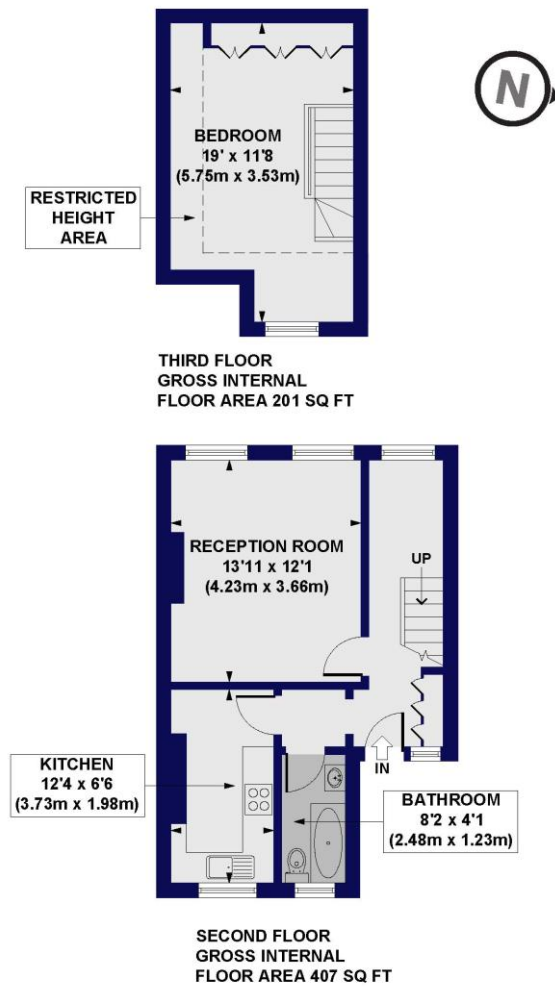 N
BEDROOM
19' x 11'8
(5.75m x 3.53m)
RESTRICTED
HEIGHT
AREA
THIRD FLOOR
GROSS INTERNAL
FLOOR AREA 201 SQ FT
RECEPTION ROOM
13'11 x 12'1
(4.23m x 3.66m)
UP
KITCHEN
12'4 x 6'6
(3.73m x 1.98m)
IN
BATHROOM
8'2 x 4'1
(2.48m x 1.23m)
SECOND FLOOR
GROSS INTERNAL
FLOOR AREA 407 SQ FT